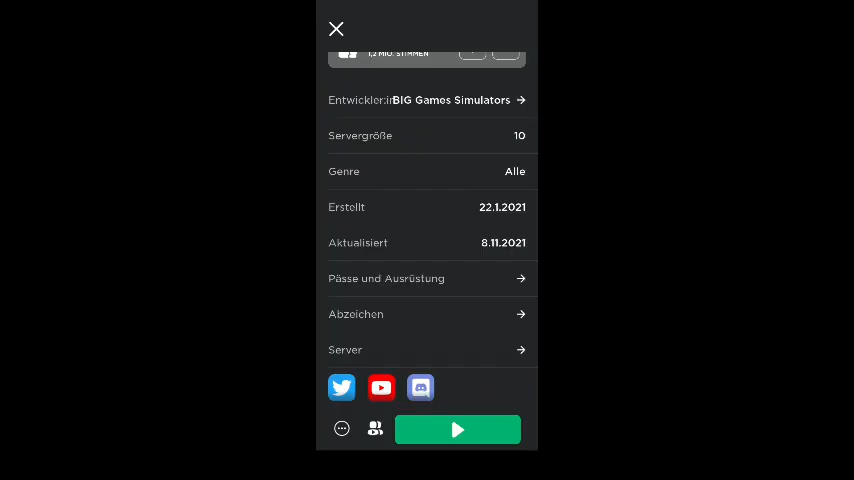 1,2 MIO. STIMMEN
Entwickler:in BIG Games Simulators
Servergröße 10
Genre Alle
Erstellt 22.1.2021
Aktualisiert 8.11.2021
Pässe und Ausrüstung
Abzeichen
Server